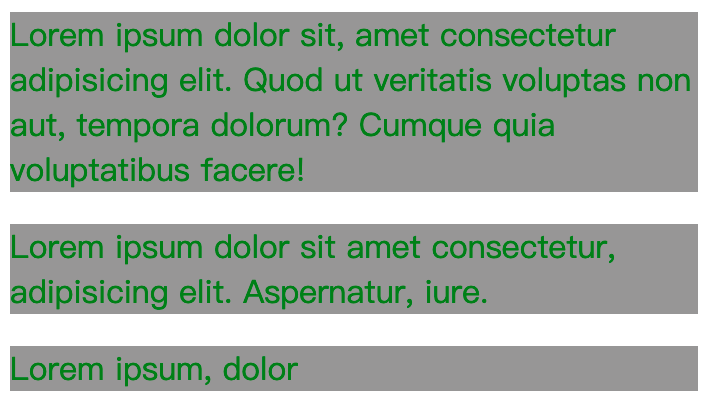 Lorem ipsum dolor sit, amet consectetur
adipisicing elit. Quod ut veritatis voluptas non
aut, tempora dolorum? Cumque quia
voluptatibus facere!
Lorem ipsum dolor sit amet consectetur,
adipisicing elit. Aspernatur, iure.
Lorem ipsum, dolor